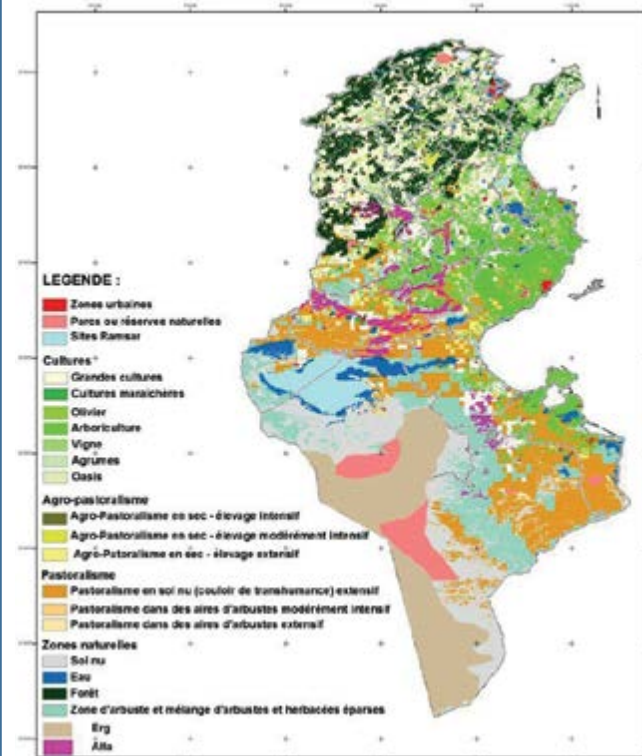 LEGENDE :
Zones urbaines
Parcs ou réserves naturelles
Sites Ramsar
Cultures
Grandes cultures
Cultures maraichères
Olivier
Arboriculture
Vigne
Agrumes
Oasis
Agro-pastoralisme
Agro-Pastoralisme en sec - élevage intensif
Agro-Pastoralisme en sec - élevage modérément intensif
Agro-Patoralisme en sec - élevage extensif
Pastoralisme
Pastoralisme en sol nu (couloir de transhumance) extensif
Pastoralisme dans des aires d'arbustes modérément intensif
Pastoralisme dans des aires d'arbustes extensif
Zones naturelles
Sol nu
Eau
Forêt
Zone d'arbuste et mélange d'arbustes et herbacées éparses
Erg
Alfa